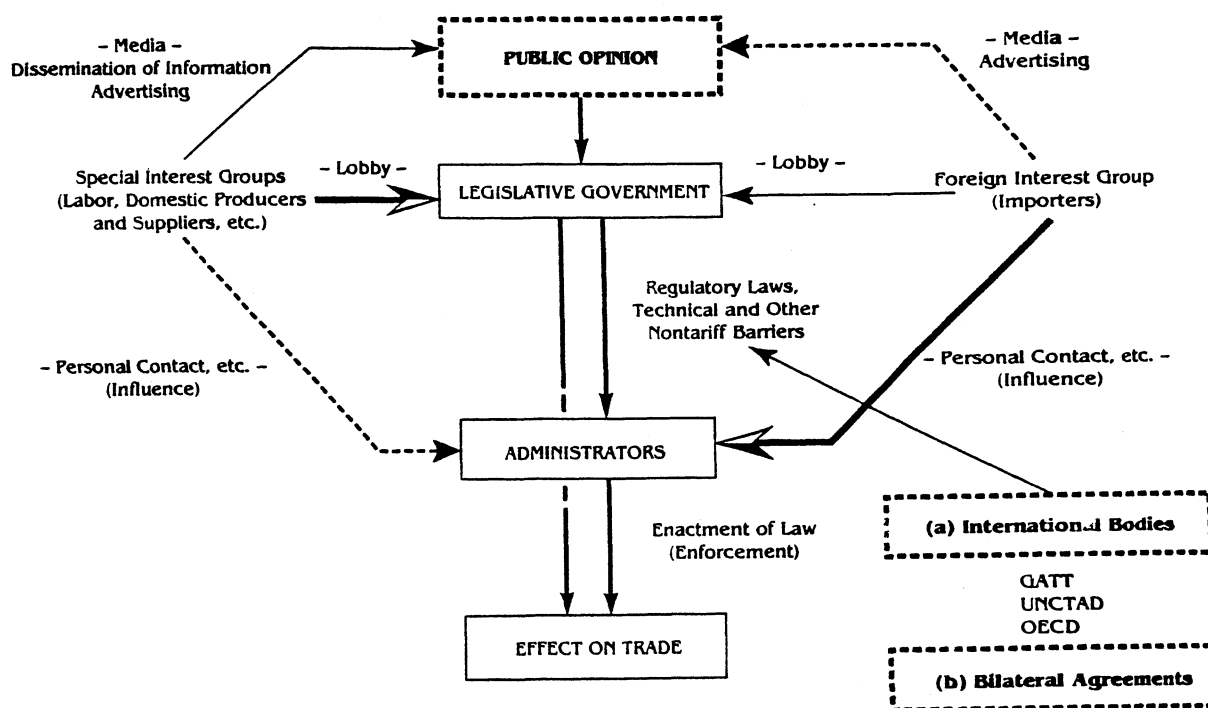 – Media –
Dissemination of Information
Advertising
PUBLIC OPINION
– Media –
Advertising
Special Interest Groups
(Labor, Domestic Producers
and Suppliers, etc.)
– Lobby –
LEGISLATIVE GOVERNMENT
– Lobby –
Foreign Interest Group
(Importers)
Regulatory Laws,
Technical and Other
Nontariff Barriers
– Personal Contact, etc. –
(Influence)
– Personal Contact, etc. –
(Influence)
ADMINISTRATORS
Enactment of Law
(Enforcement)
(a) International Bodies
GATT
UNCTAD
OECD
EFFECT ON TRADE
(b) Bilateral Agreements